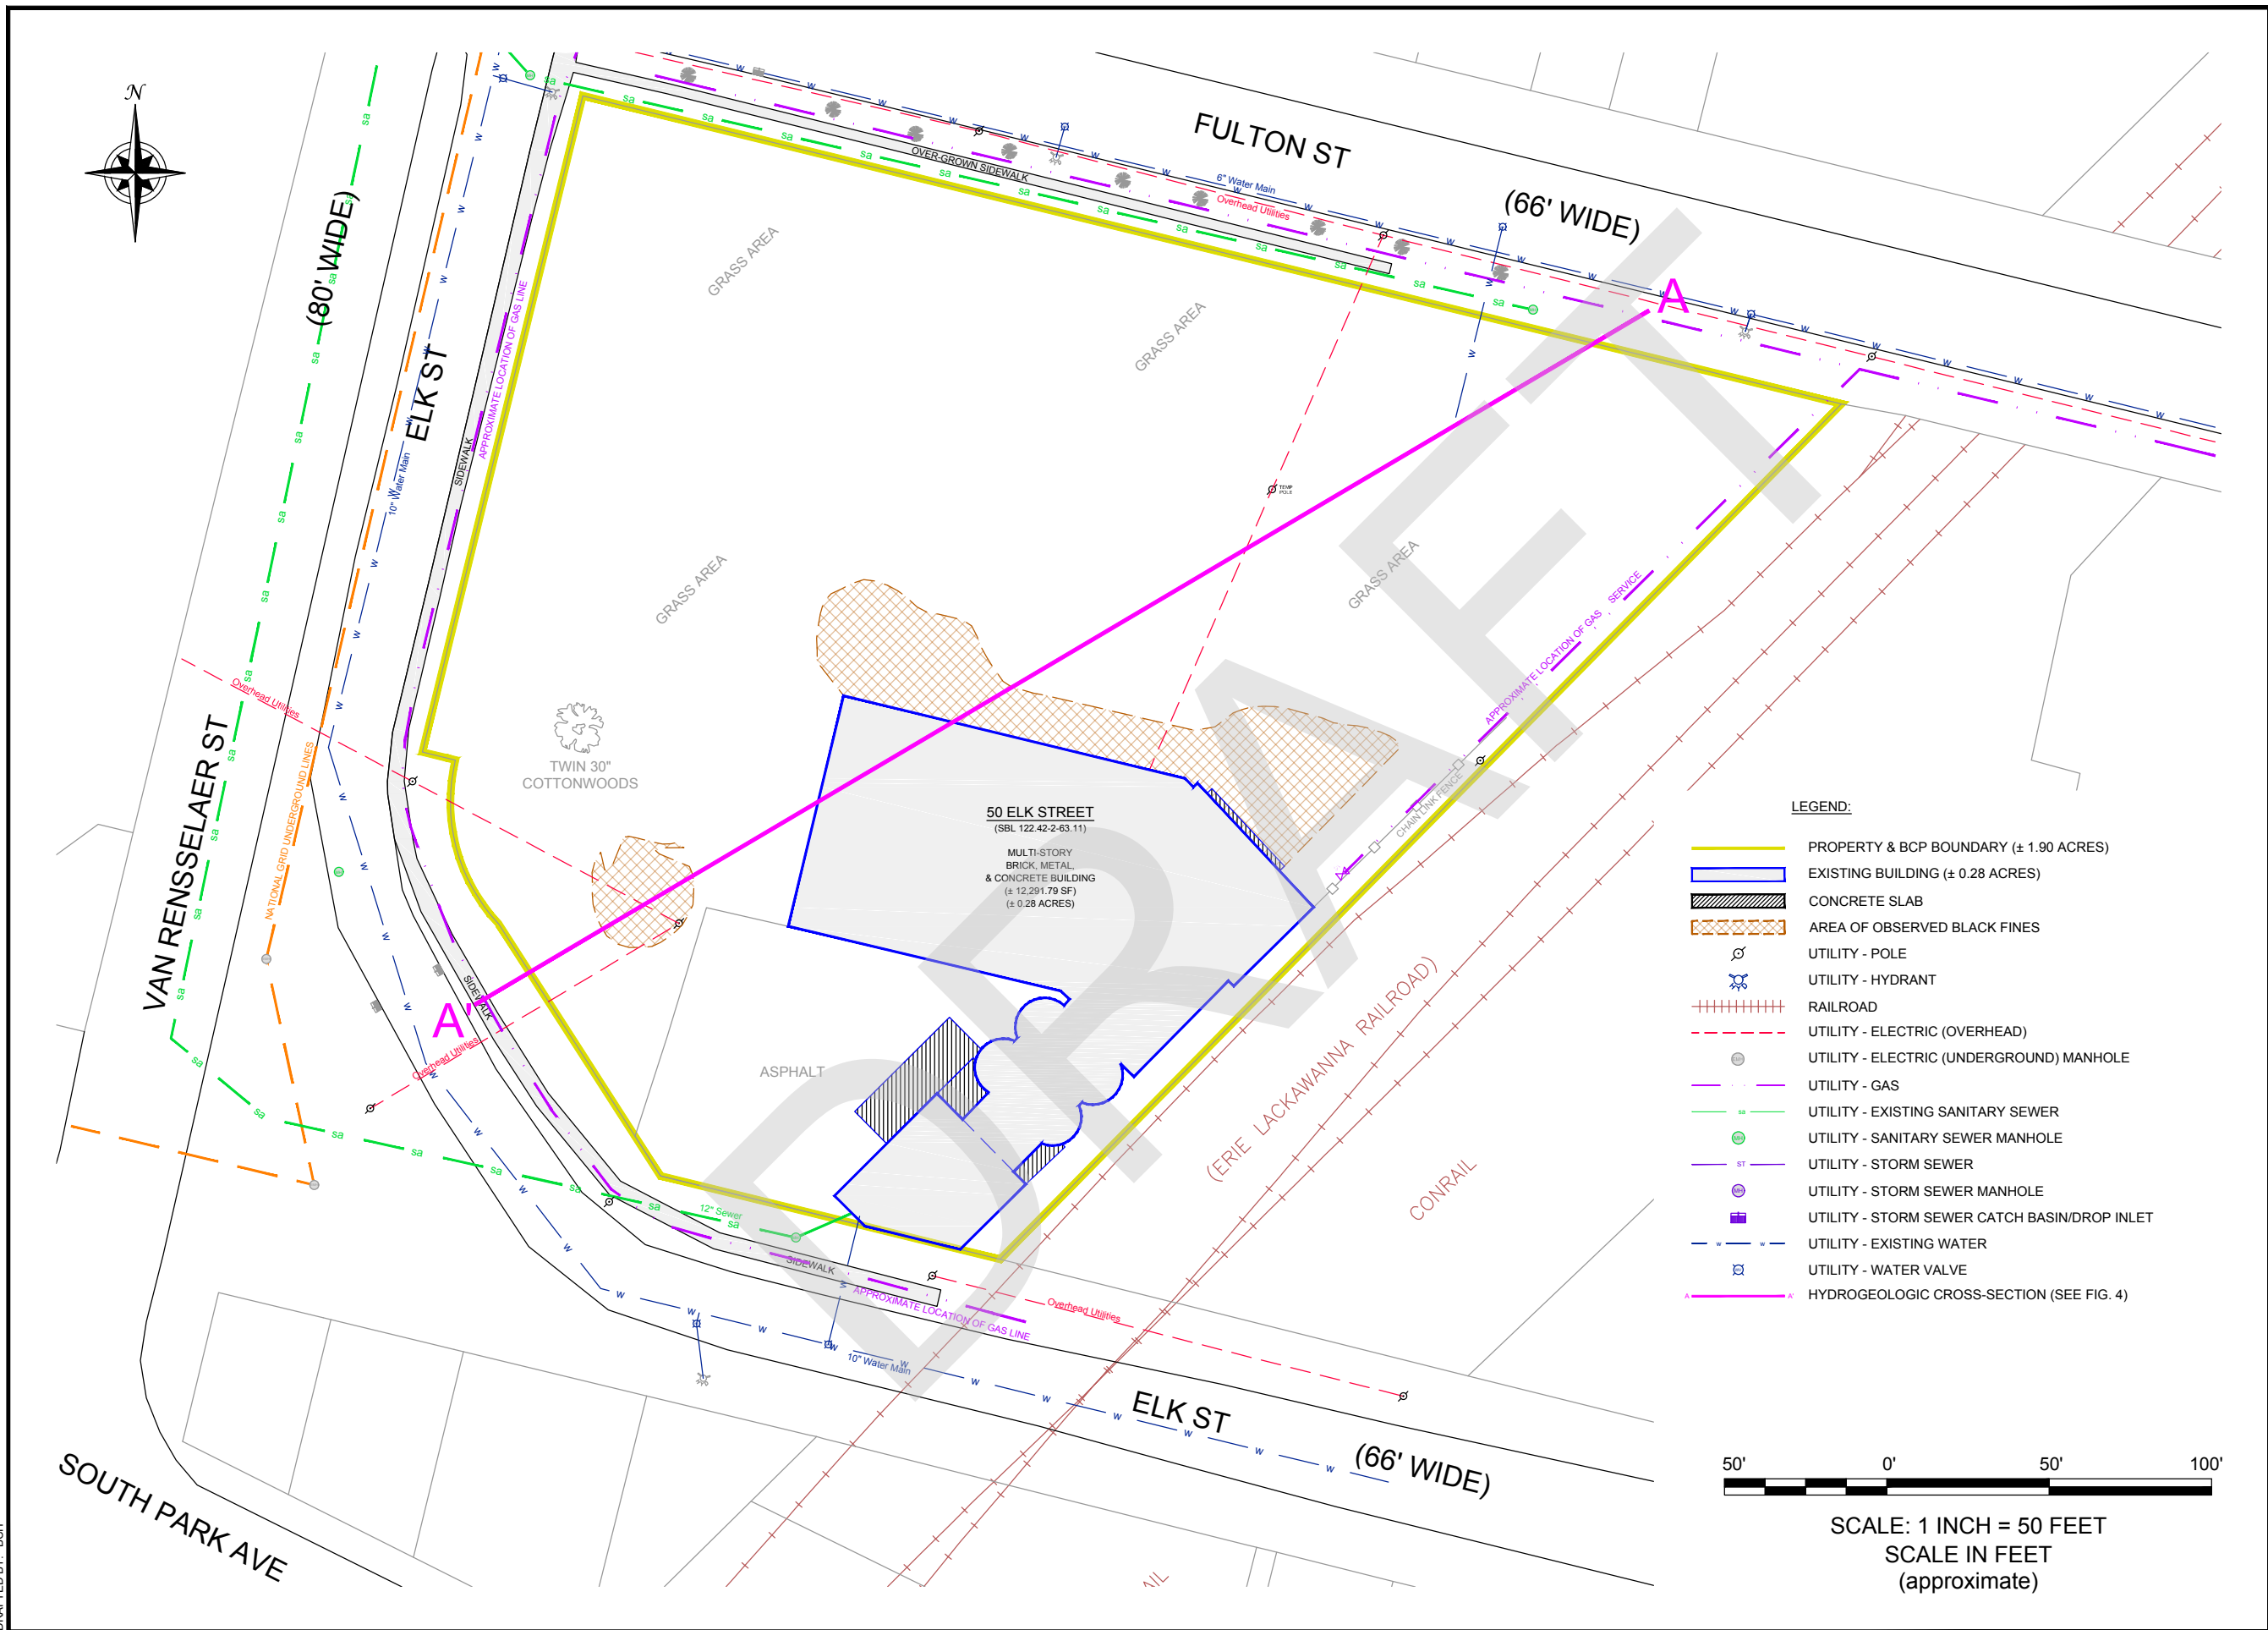 N
FULTON ST
(66' WIDE)
6" Water Main
Overhead Utilities
OVER-GROWN SIDEWALK
(80' WIDE)
ELK ST
10" Water Main
SIDEWALK
APPROXIMATE LOCATION OF GAS LINE
GRASS AREA
GRASS AREA
GRASS AREA
GRASS AREA
A
TEMP
POLE
APPROXIMATE LOCATION OF GAS SERVICE
CHAIN LINK FENCE
Overhead Utilities
VAN RENSSELAER ST
NATIONAL GRID UNDERGROUND LINES
TWIN 30"
COTTONWOODS
50 ELK STREET
(SBL 122.42-2-63.11)
MULTI-STORY
BRICK, METAL,
& CONCRETE BUILDING
(± 12,291.79 SF)
(± 0.28 ACRES)
A'
SIDEWALK
Overhead Utilities
ASPHALT
(ERIE LACKAWANNA RAILROAD)
CONRAIL
12" Sewer
SIDEWALK
APPROXIMATE LOCATION OF GAS LINE
Overhead Utilities
10" Water Main
ELK ST
(66' WIDE)
SOUTH PARK AVE
DRAFT
LEGEND:
PROPERTY & BCP BOUNDARY (± 1.90 ACRES)
EXISTING BUILDING (± 0.28 ACRES)
CONCRETE SLAB
AREA OF OBSERVED BLACK FINES
UTILITY - POLE
UTILITY - HYDRANT
RAILROAD
UTILITY - ELECTRIC (OVERHEAD)
UTILITY - ELECTRIC (UNDERGROUND) MANHOLE
UTILITY - GAS
sa UTILITY - EXISTING SANITARY SEWER
UTILITY - SANITARY SEWER MANHOLE
ST UTILITY - STORM SEWER
MH UTILITY - STORM SEWER MANHOLE
UTILITY - STORM SEWER CATCH BASIN/DROP INLET
w w UTILITY - EXISTING WATER
UTILITY - WATER VALVE
A A' HYDROGEOLOGIC CROSS-SECTION (SEE FIG. 4)
50' 0' 50' 100'
SCALE: 1 INCH = 50 FEET
SCALE IN FEET
(approximate)